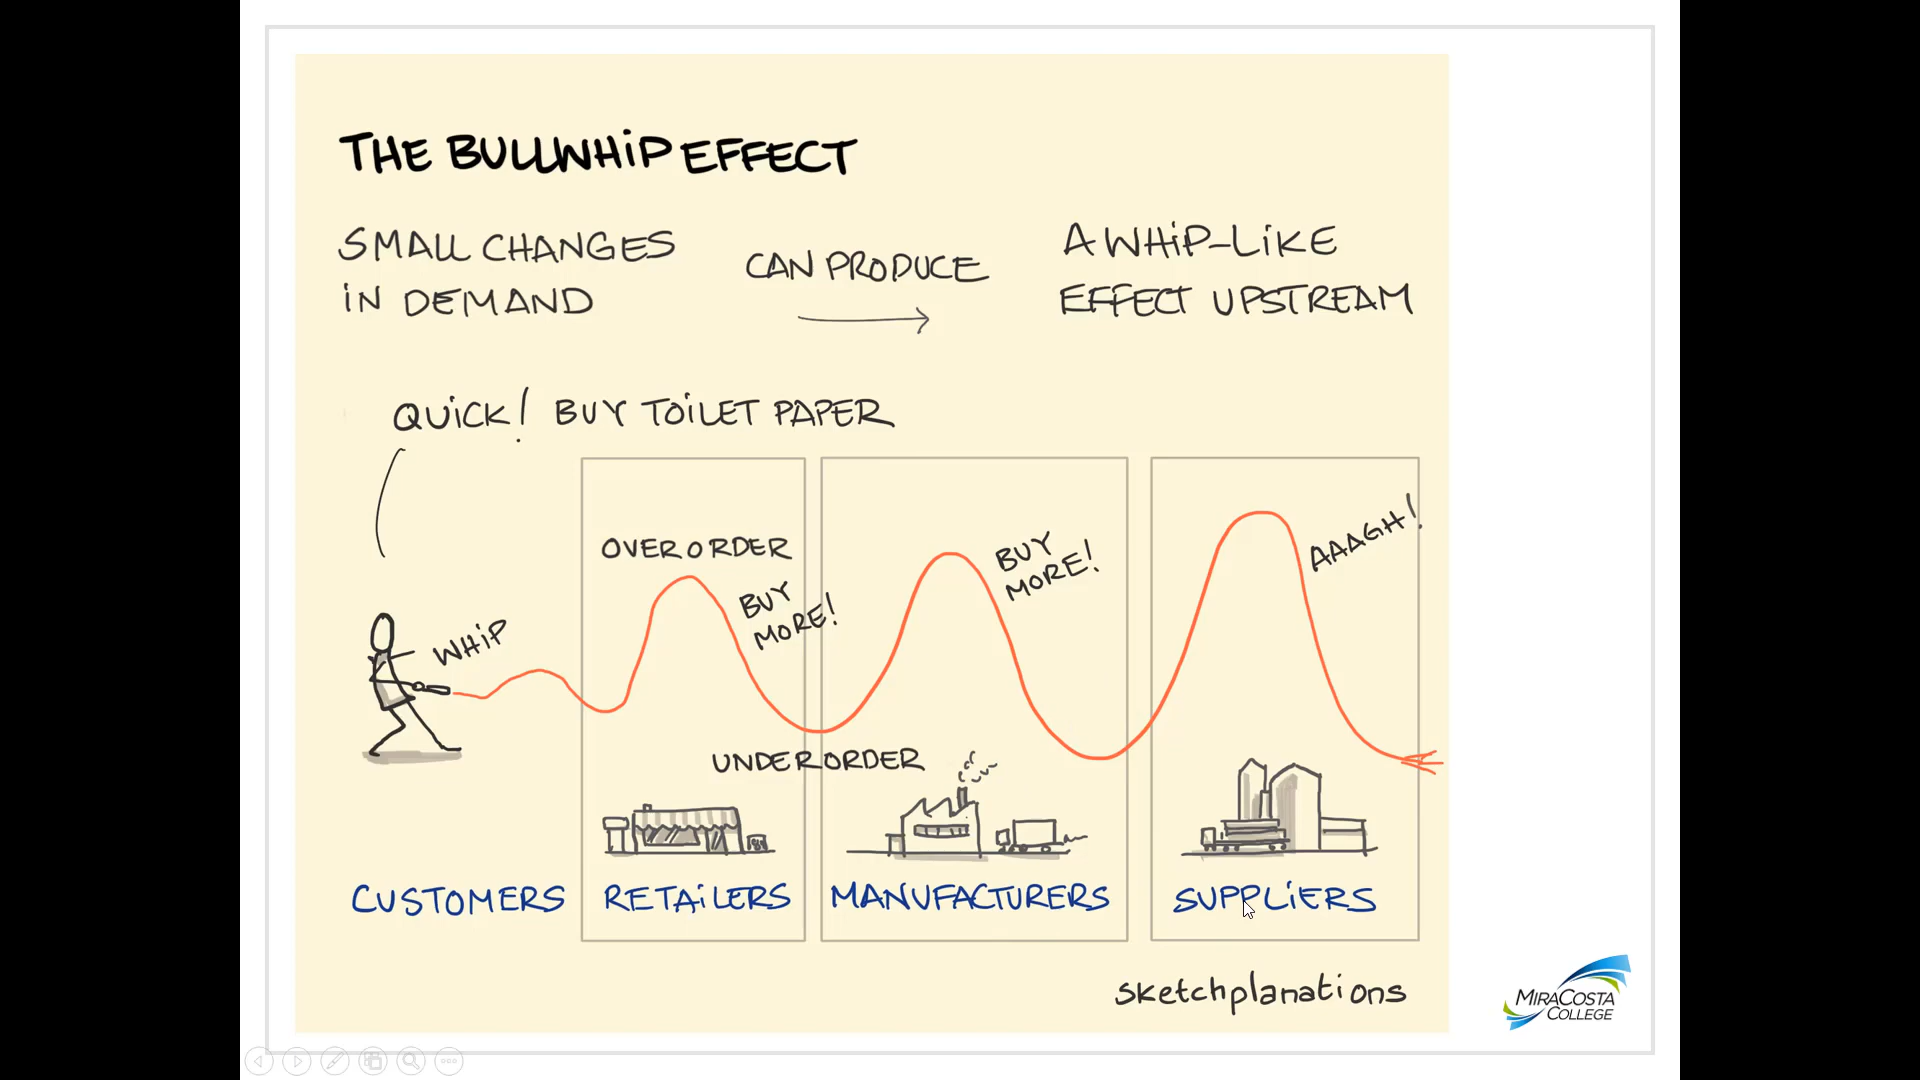 THE BULLWHIP EFFECT
SMALL CHANGES
IN DEMAND
CAN PRODUCE
A WHIP-LIKE
EFFECT UPSTREAM
QUICK! BUY TOILET PAPER
WHIP
OVERORDER
BUY
MORE!
BUY
MORE!
AAAGH!
UNDERORDER
CUSTOMERS
RETAILERS
MANUFACTURERS
SUPPLIERS
sketchplanations
MIRACOSTA
COLLEGE